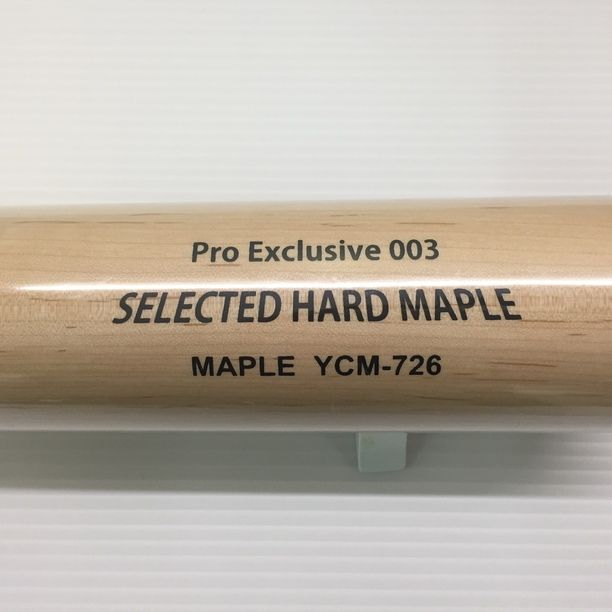 Pro Exclusive 003
SELECTED HARD MAPLE
MAPLE YCM-726